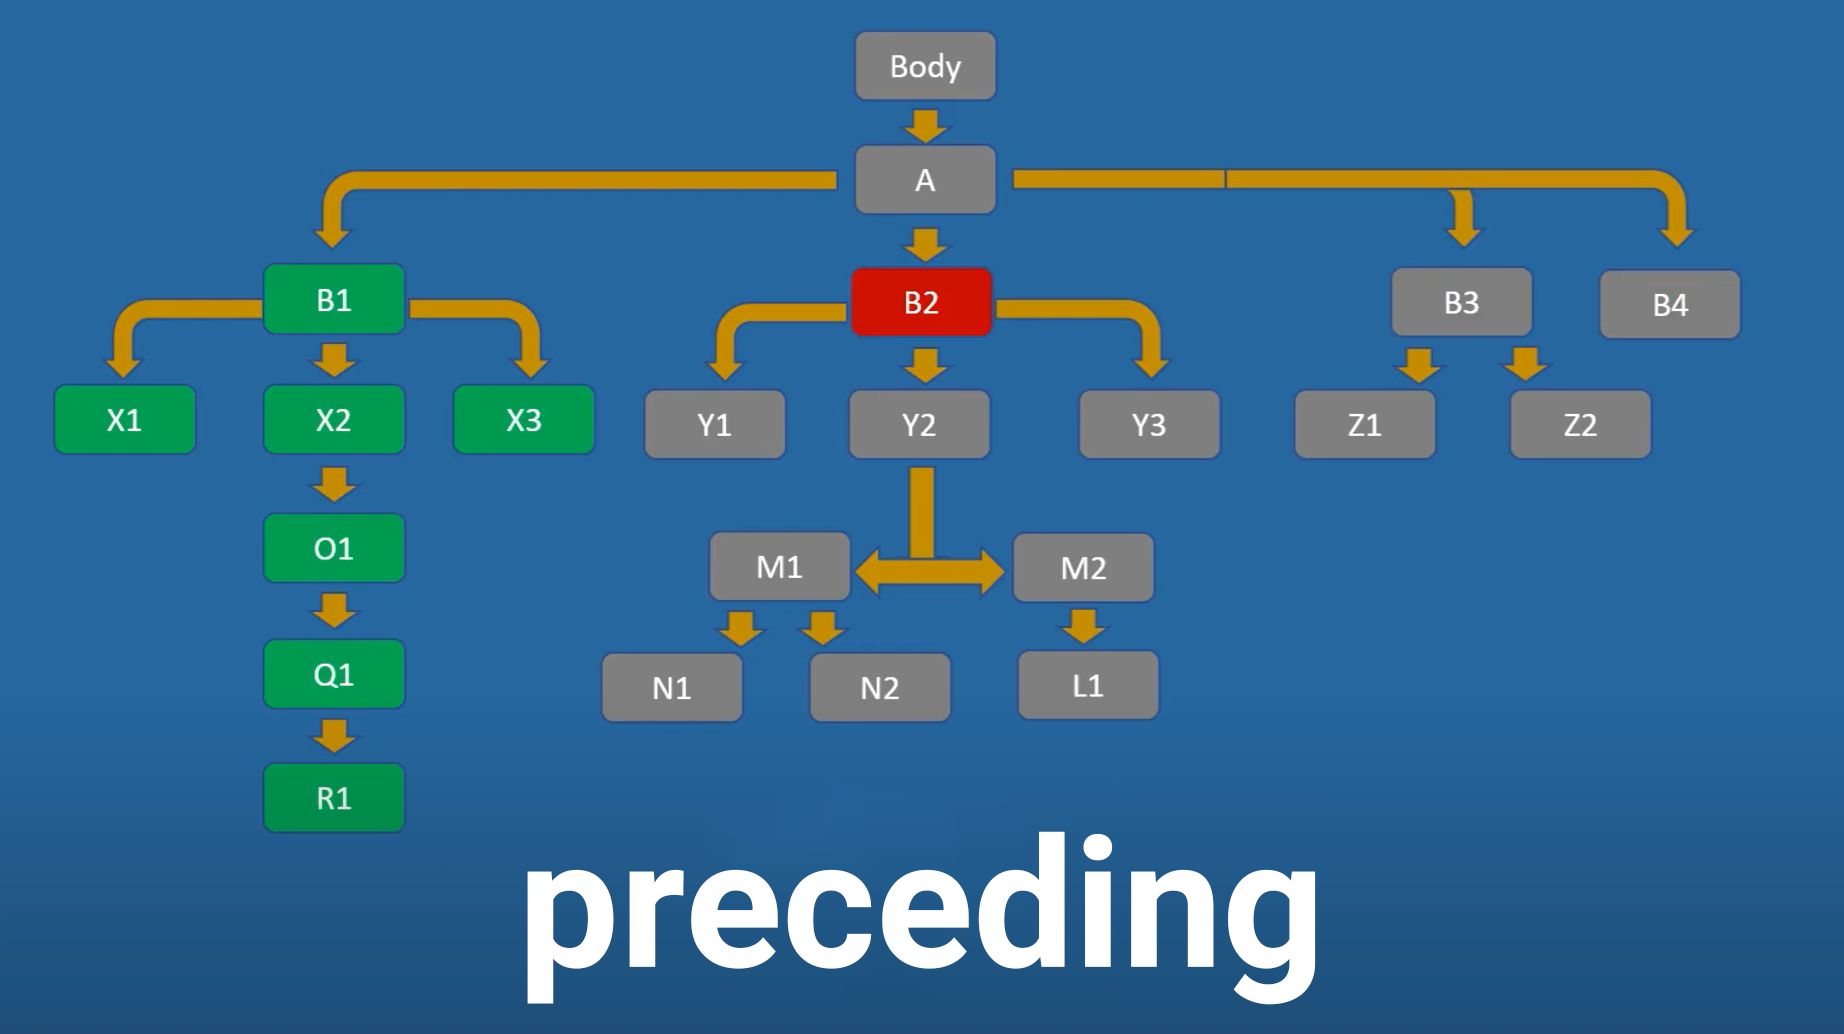 Body
A
B1
B2
B3
B4
X1
X2
X3
Y1
Y2
Y3
Z1
Z2
O1
M1
M2
Q1
N1
N2
L1
R1
preceding